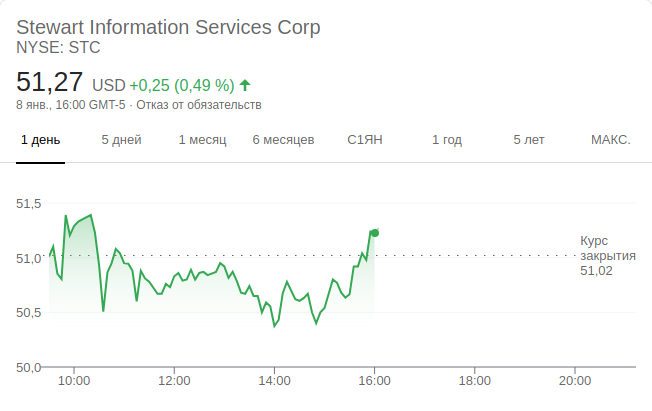 Stewart Information Services Corp
NYSE: STC
51,27 USD +0,25 (0,49 %)
8 янв., 16:00 GMT-5 · Отказ от обязательств
1 день 5 дней 1 месяц 6 месяцев С1ЯН 1 год 5 лет МАКС.
51,5
51,0
50,5
50,0
Курс
закрытия
51,02
10:00 12:00 14:00 16:00 18:00 20:00